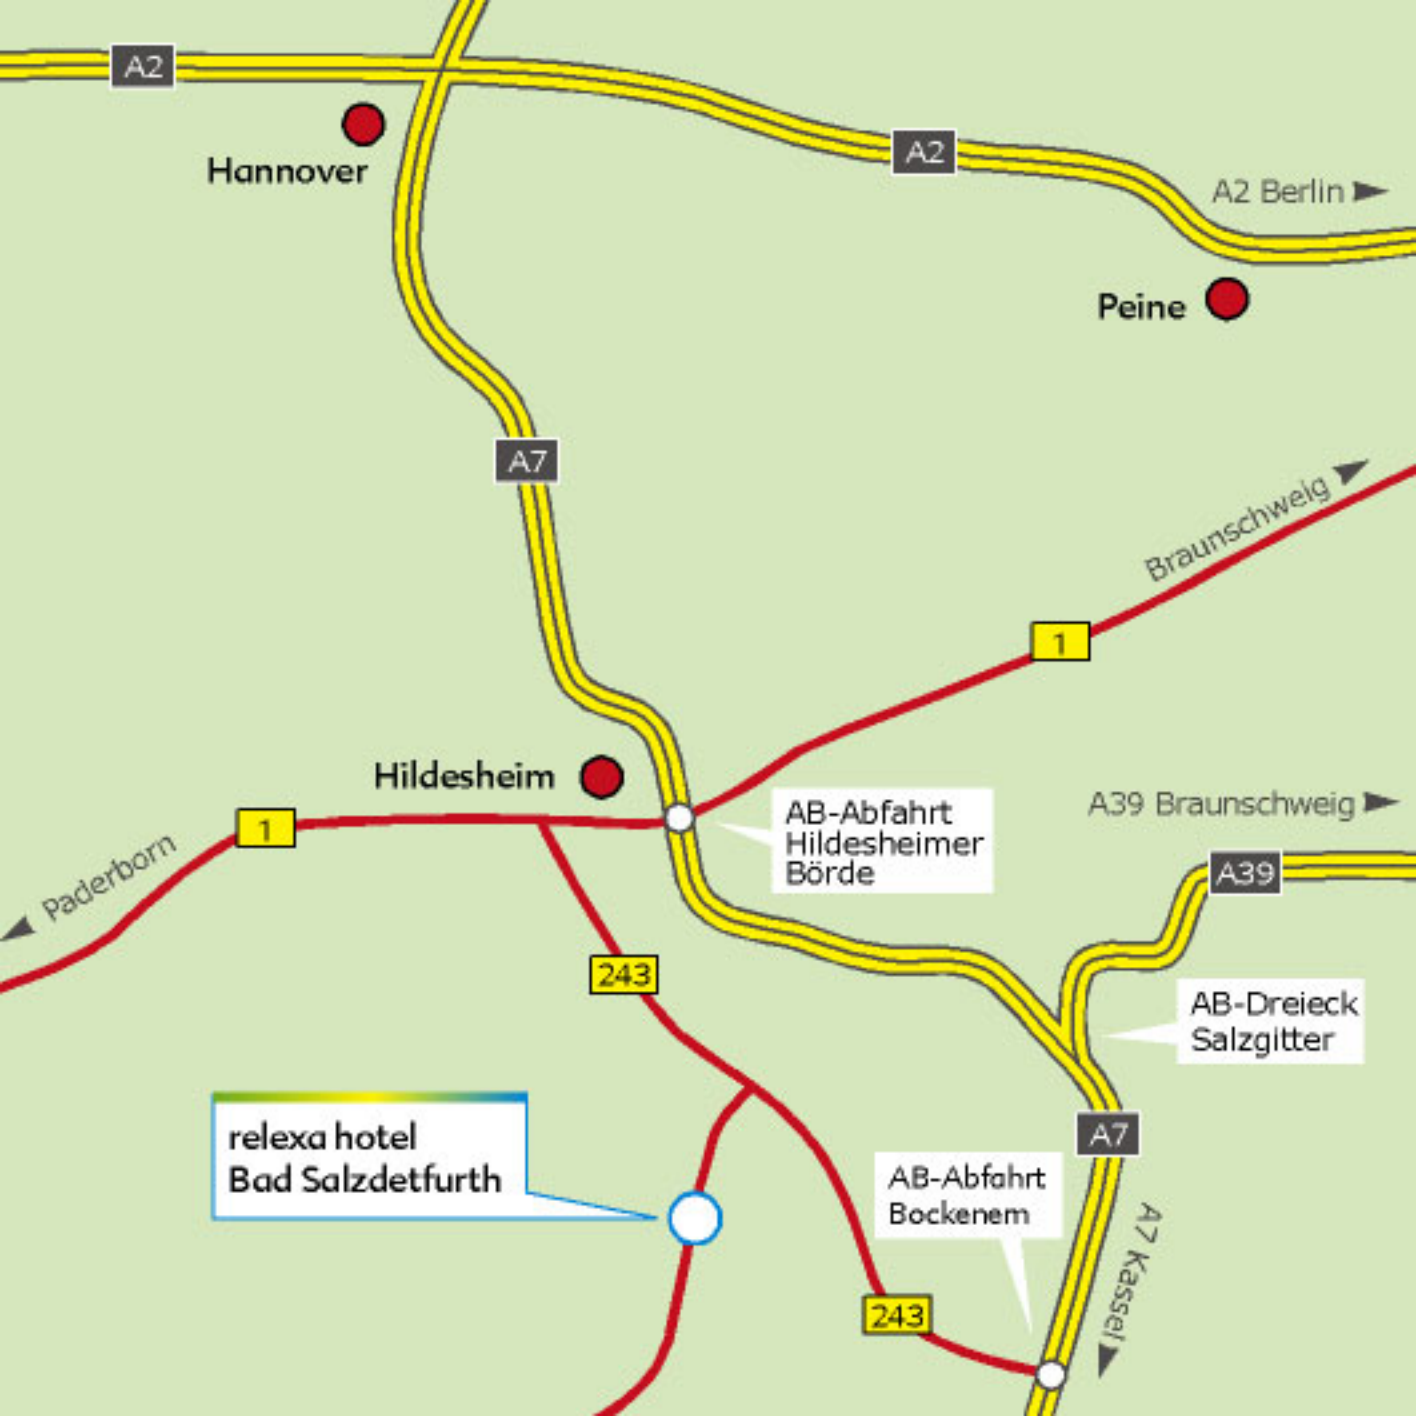 A2
Hannover
A2
A2 Berlin
Peine
A7
Braunschweig
1
Hildesheim
1
Paderborn
AB-Abfahrt
Hildesheimer
Börde
A39 Braunschweig
A39
243
AB-Dreieck
Salzgitter
relexa hotel
Bad Salzdetfurth
A7
AB-Abfahrt
Bockenem
A7 Kassel
243